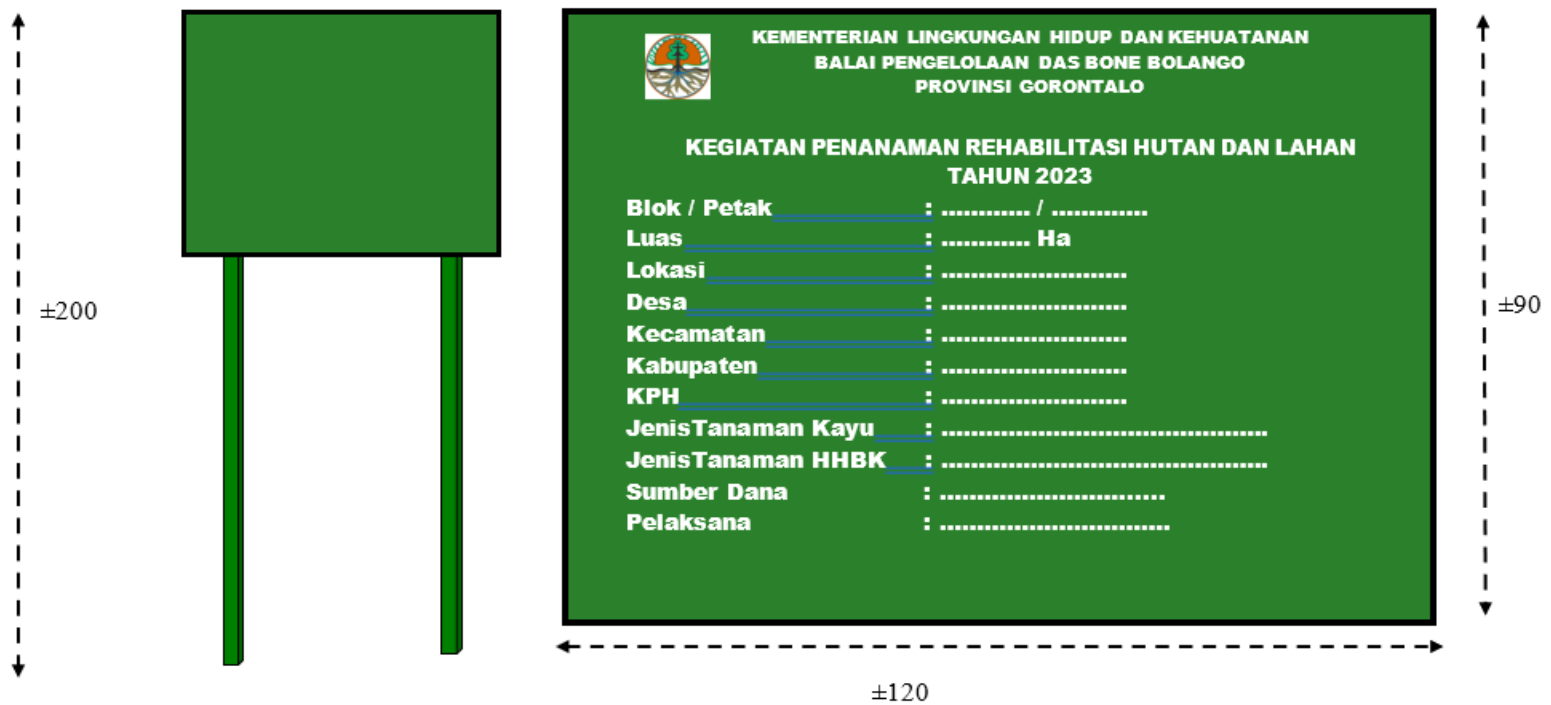 ±200
KEMENTERIAN LINGKUNGAN HIDUP DAN KEHUATANAN
BALAI PENGELOLAAN DAS BONE BOLANGO
PROVINSI GORONTALO
KEGIATAN PENANAMAN REHABILITASI HUTAN DAN LAHAN
TAHUN 2023
Blok / Petak : ............ / .............
Luas : ............ Ha
Lokasi : .........................
Desa : .........................
Kecamatan : .........................
Kabupaten : .........................
KPH : .........................
JenisTanaman Kayu : ............................................
JenisTanaman HHBK : ............................................
Sumber Dana : ..............................
Pelaksana : ...............................
±90
±120